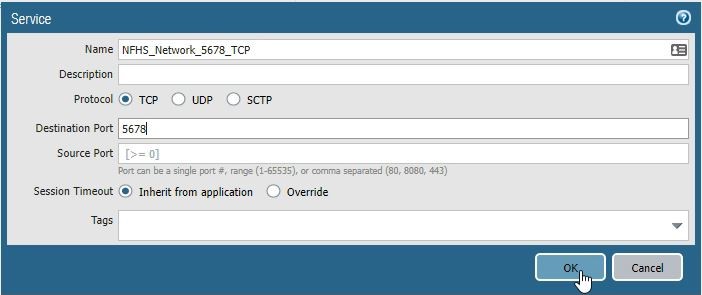 Service
Name NFHS_Network_5678_TCP
Description
Protocol TCP UDP SCTP
Destination Port 5678
Source Port [>= 0]
Port can be a single port #, range (1-65535), or comma separated (80, 8080, 443)
Session Timeout Inherit from application Override
Tags
OK Cancel